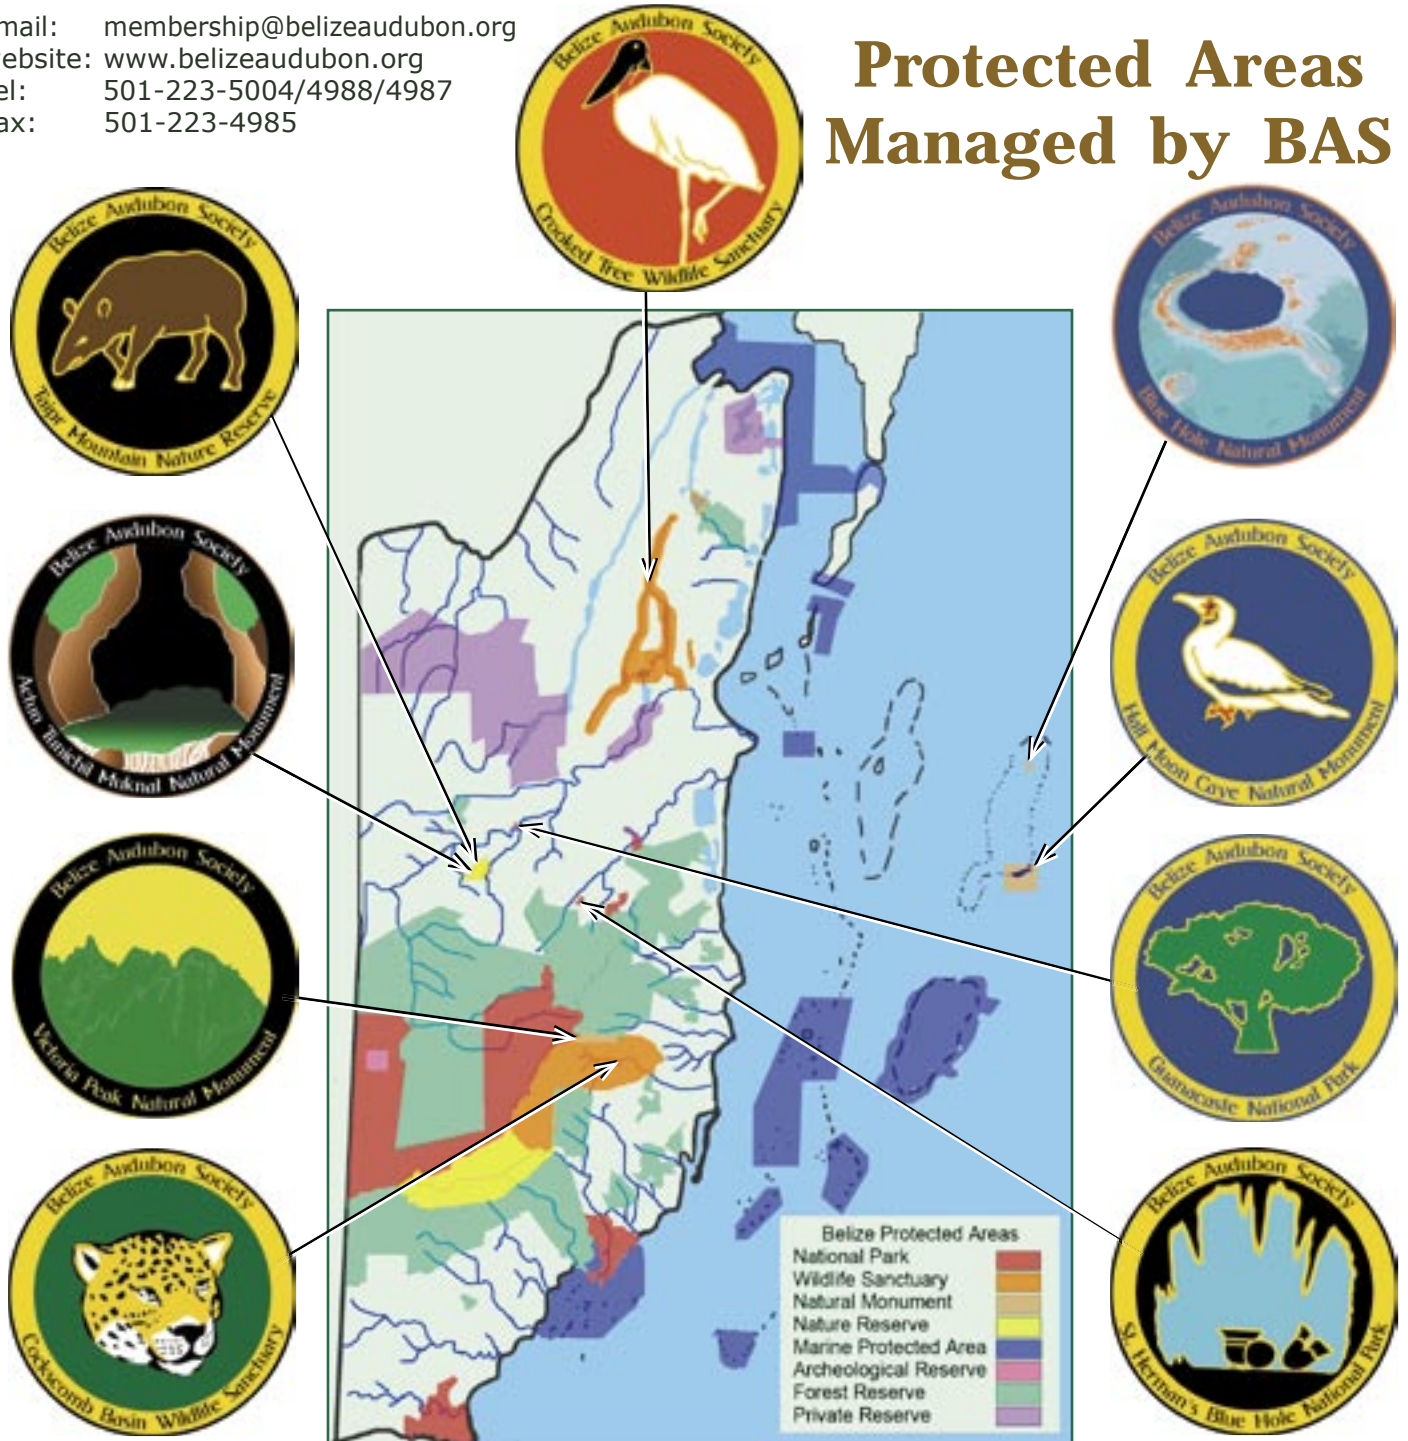 mail: membership@belizeaudubon.org
website: www.belizeaudubon.org
el: 501-223-5004/4988/4987
ax: 501-223-4985
Protected Areas
Managed by BAS
Belize Audubon Society
Crooked Tree Wildlife Sanctuary
Belize Audubon Society
Taipr Mountain Nature Reserve
Belize Audubon Society
Blue Hole Natural Monument
Belize Audubon Society
Actun Tunichil Muknal Natural Monument
Belize Audubon Society
Half Moon Caye Natural Monument
Belize Audubon Society
Victoria Peak Natural Monument
Belize Audubon Society
Guanacaste National Park
Belize Audubon Society
Cockscomb Basin Wildlife Sanctuary
Belize Audubon Society
St. Herman's Blue Hole National Park
Belize Protected Areas
National Park
Wildlife Sanctuary
Natural Monument
Nature Reserve
Marine Protected Area
Archeological Reserve
Forest Reserve
Private Reserve